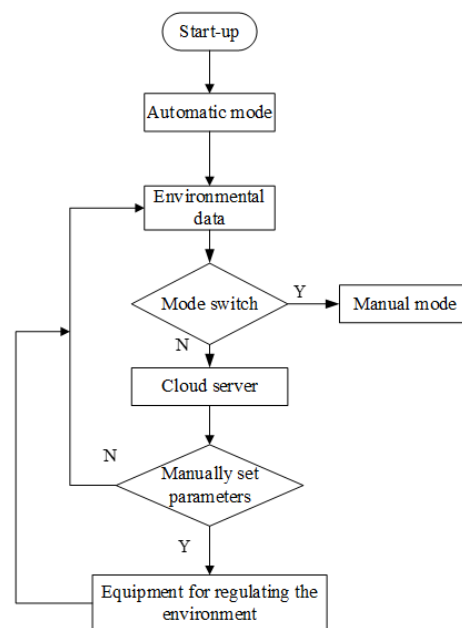 Start-up
Automatic mode
Environmental
data
Mode switch
Y
Manual mode
N
Cloud server
N
Manually set
parameters
Y
Equipment for regulating the
environment